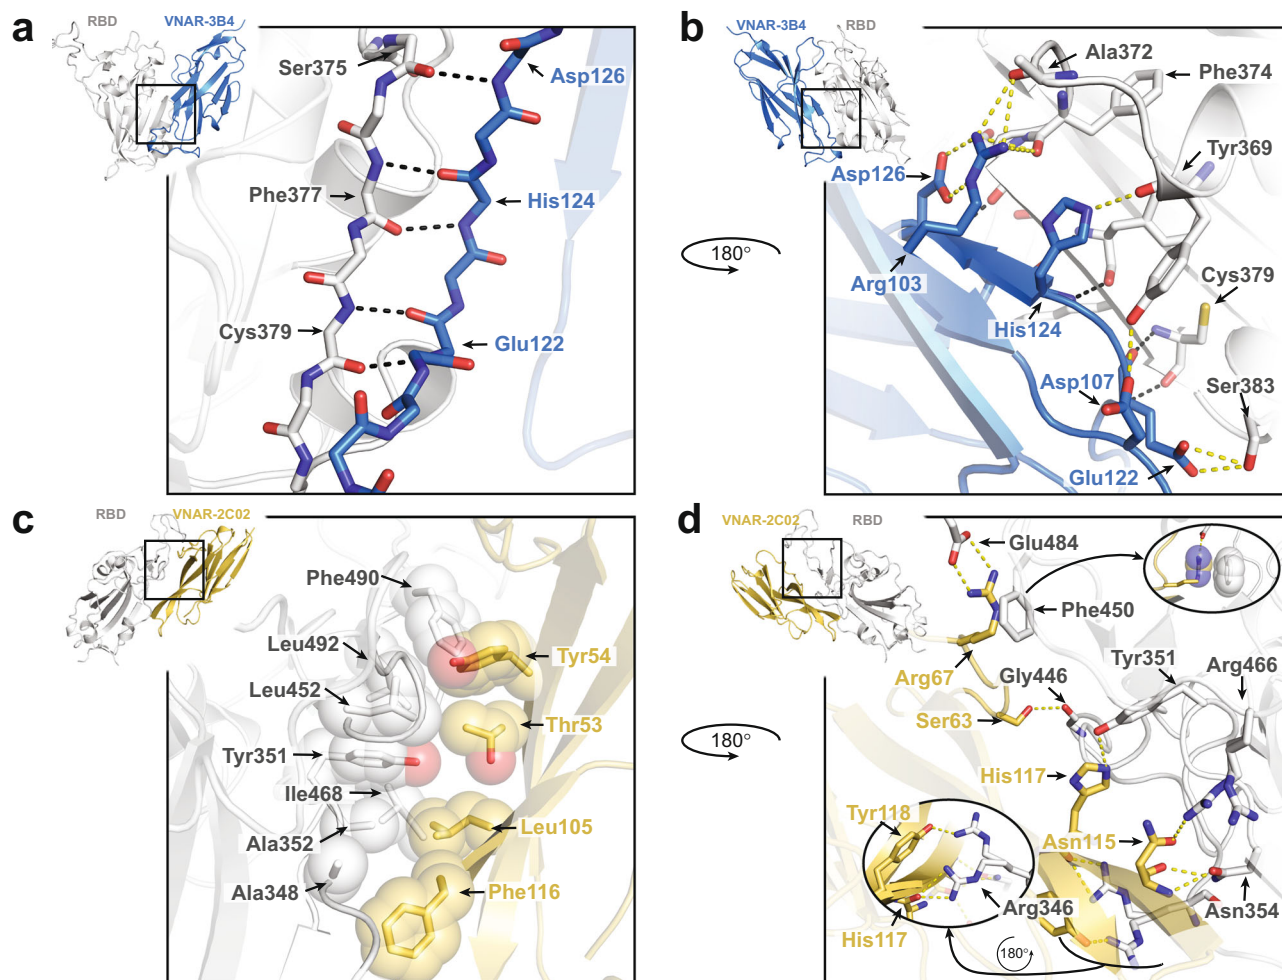 a
RBD
VNAR-3B4
Ser375
Asp126
Phe377
His124
Cys379
Glu122
b
VNAR-3B4
RBD
Ala372
Phe374
Asp126
Tyr369
180°
Arg103
Cys379
His124
Asp107
Ser383
Glu122
c
RBD
VNAR-2C02
Phe490
Leu492
Tyr54
Leu452
Thr53
Tyr351
Ile468
Leu105
Ala352
Ala348
Phe116
d
VNAR-2C02
RBD
Glu484
Phe450
Tyr351
Arg466
Arg67
Gly446
Ser63
180°
His117
Tyr118
Asn115
Arg346
Asn354
His117
180°